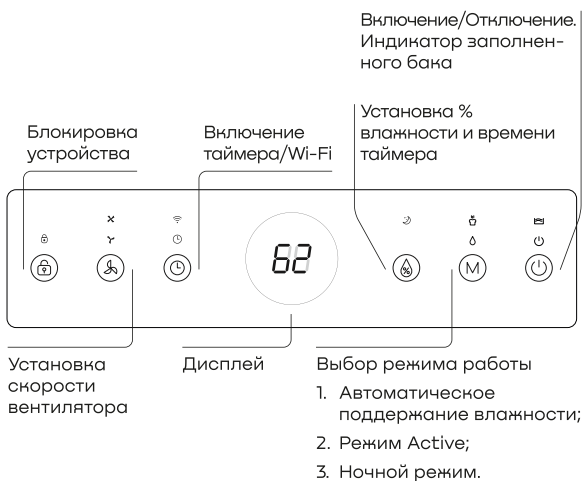 Включение/Отключение.
Индикатор заполнен-
ного бака
Блокировка
устройства
Включение
таймера/Wi-Fi
Установка %
влажности и времени
таймера
62
%
M
Установка
скорости
вентилятора
Дисплей
Выбор режима работы
1. Автоматическое
поддержание влажности;
2. Режим Active;
3. Ночной режим.